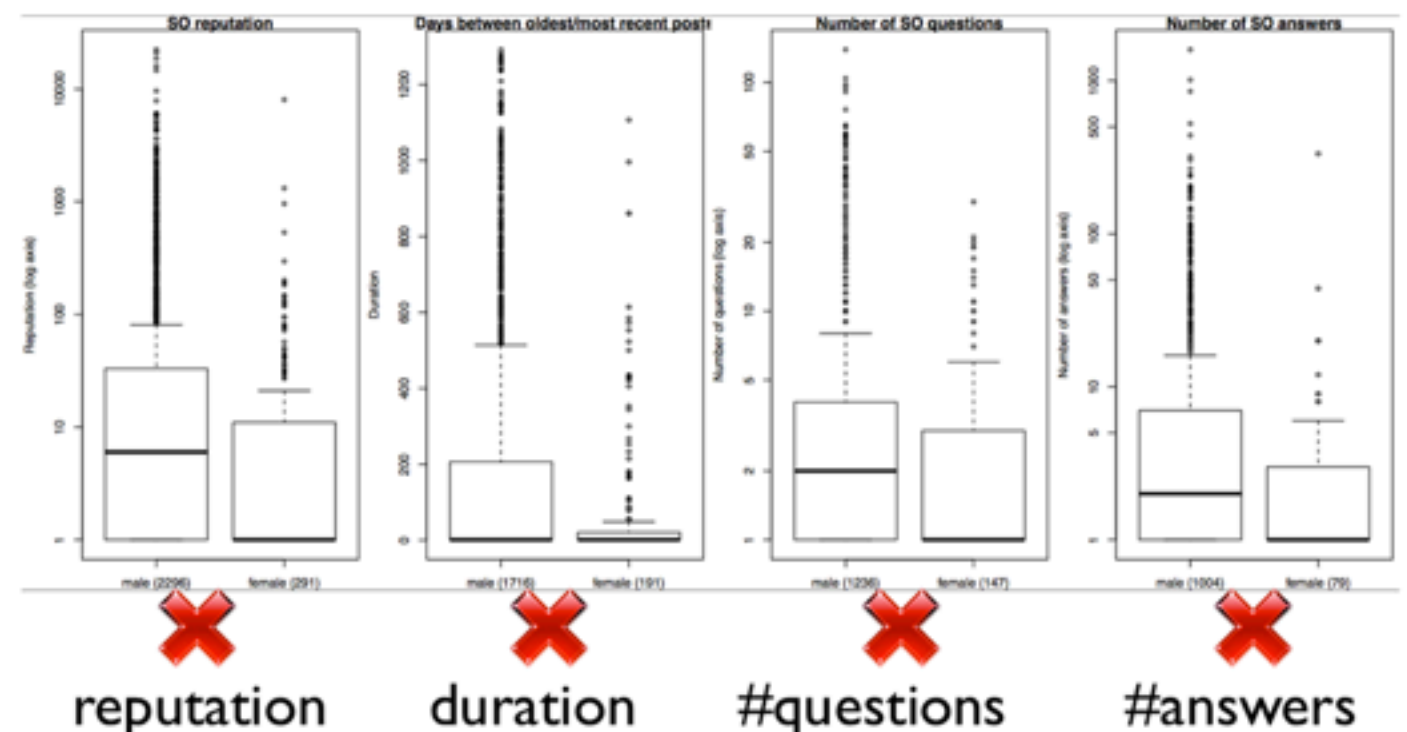 SO reputation
Days between oldest/most recent posts
Number of SO questions
Number of SO answers
Reputation (log axis)
10000
1000
100
10
1
male (2296)
female (291)
Duration
1200
1000
800
600
400
200
0
male (1716)
female (191)
Number of questions (log axis)
100
50
20
10
5
2
1
male (1236)
female (147)
Number of answers (log axis)
1000
500
100
50
10
5
1
male (1004)
female (79)
reputation
duration
#questions
#answers